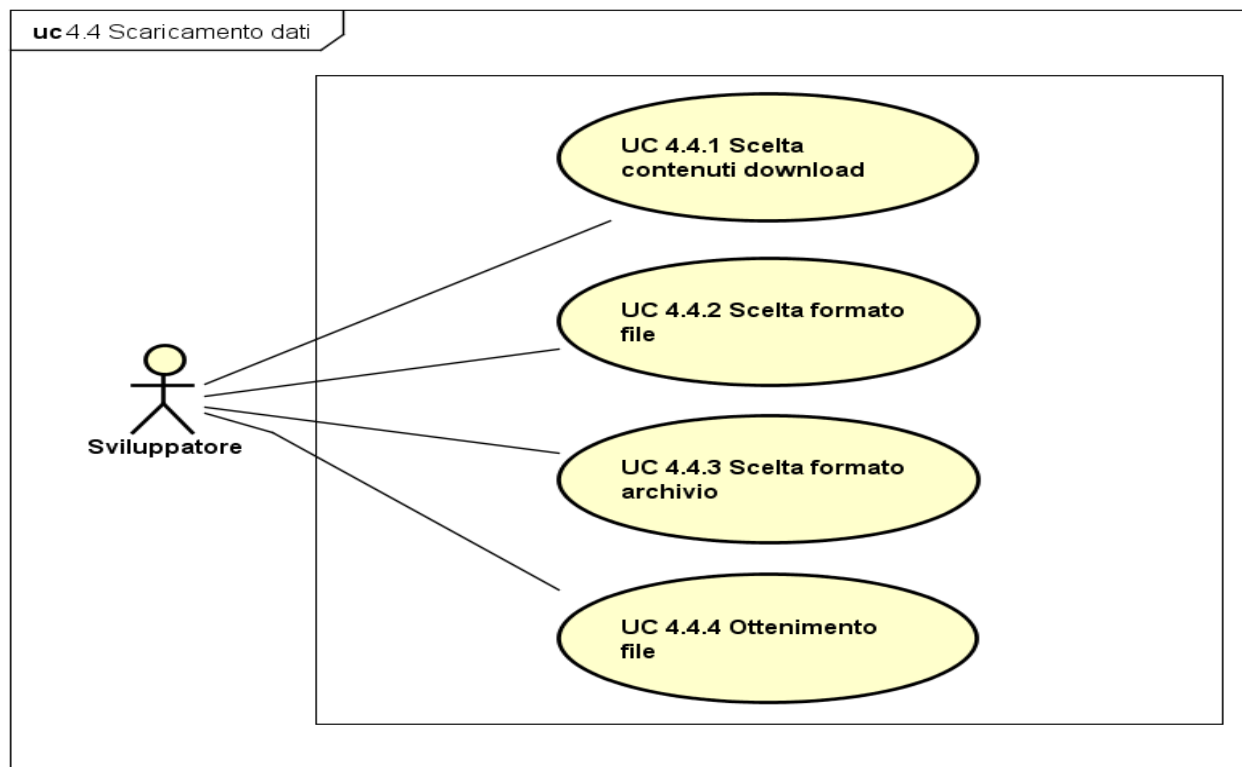 uc 4.4 Scaricamento dati
UC 4.4.1 Scelta
contenuti download
UC 4.4.2 Scelta formato
file
Sviluppatore
UC 4.4.3 Scelta formato
archivio
UC 4.4.4 Ottenimento
file